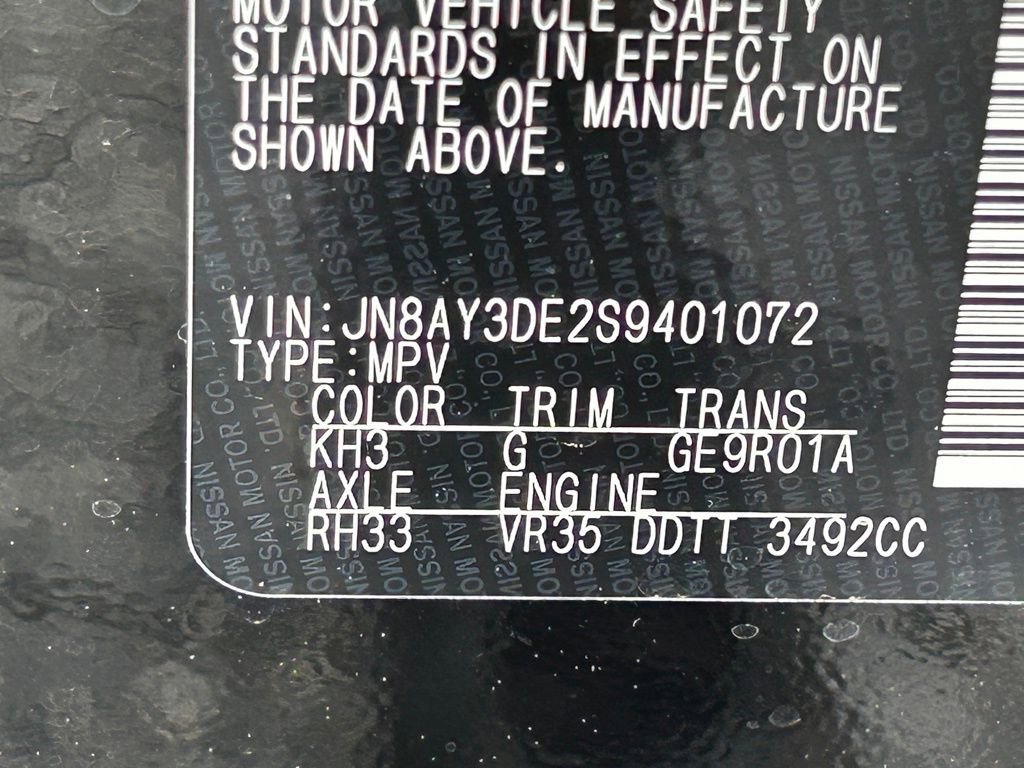 MOTOR VEHICLE SAFETY
STANDARDS IN EFFECT ON
THE DATE OF MANUFACTURE
SHOWN ABOVE.
VIN:JN8AY3DE2S9401072
TYPE:MPV
COLOR TRIM TRANS
KH3 G GE9R01A
AXLE ENGINE
RH33 VR35 DDTT 3492CC